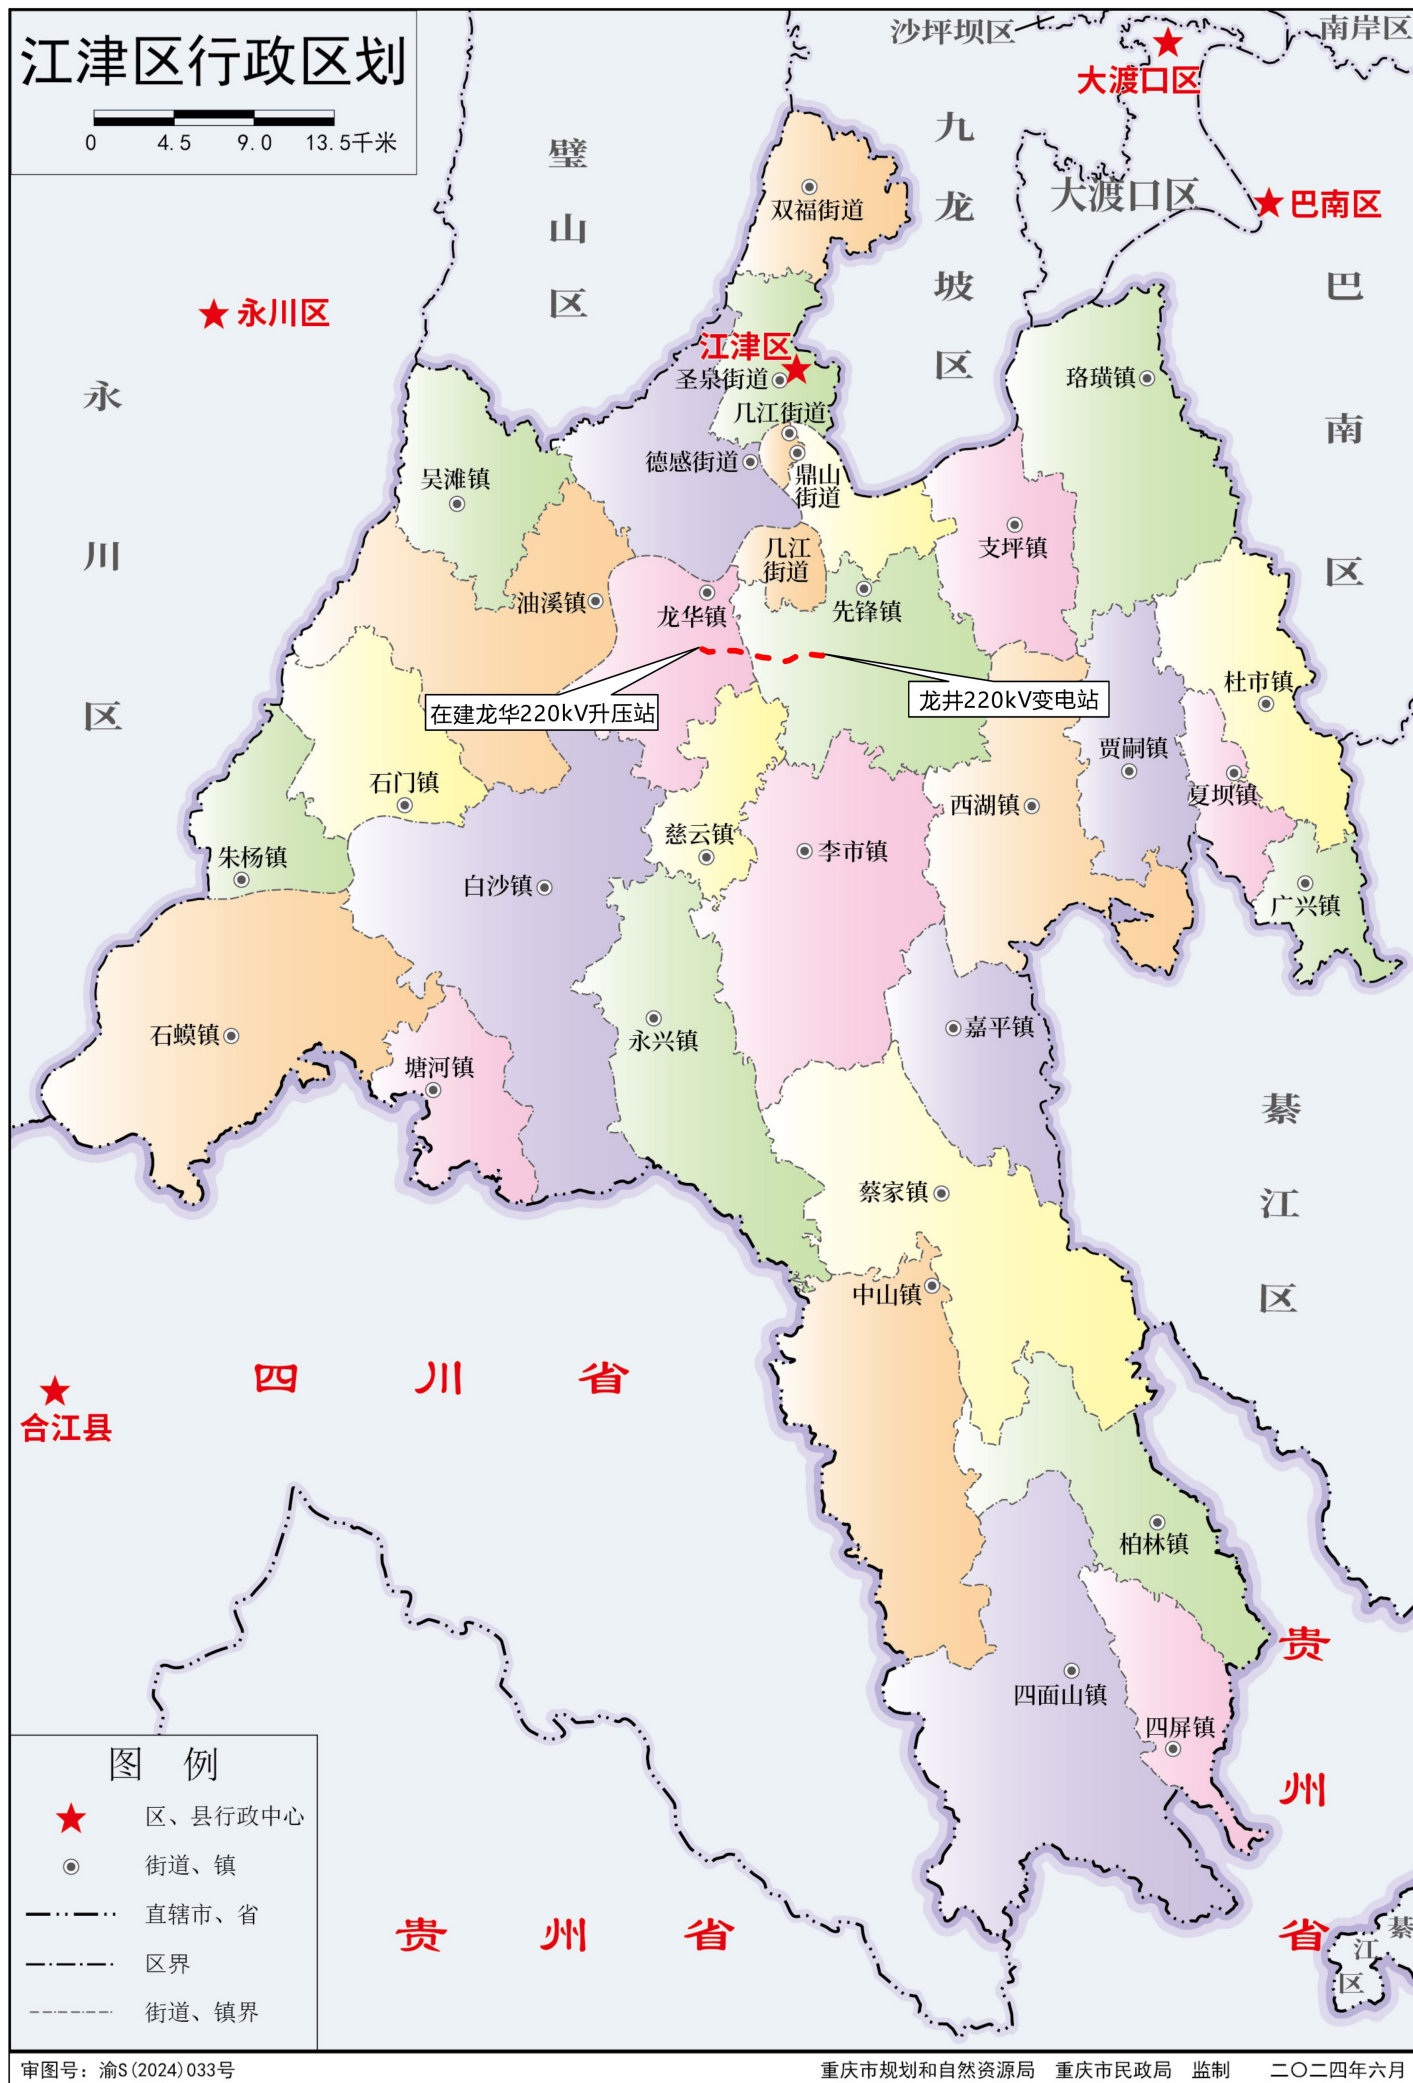 江津区行政区划
0 4.5 9.0 13.5千米
沙坪坝区
南岸区
大渡口区
九龙坡区
大渡口区
巴南区
璧山区
双福街道
永川区
巴南区
江津区
圣泉街道
珞璜镇
永川区
几江街道
德感街道
鼎山
街道
吴滩镇
支坪镇
几江
街道
油溪镇
龙华镇
先锋镇
杜市镇
在建龙华220kV升压站
龙井220kV变电站
贾嗣镇
石门镇
夏坝镇
西湖镇
慈云镇
李市镇
朱杨镇
白沙镇
广兴镇
石蟆镇
永兴镇
嘉平镇
塘河镇
綦江区
蔡家镇
中山镇
四川省
合江县
柏林镇
贵州省
四面山镇
四屏镇
贵州省
綦江区
图例
区、县行政中心
街道、镇
直辖市、省
区界
街道、镇界
审图号：渝S(2024)033号
重庆市规划和自然资源局 重庆市民政局 监制 二〇二四年六月